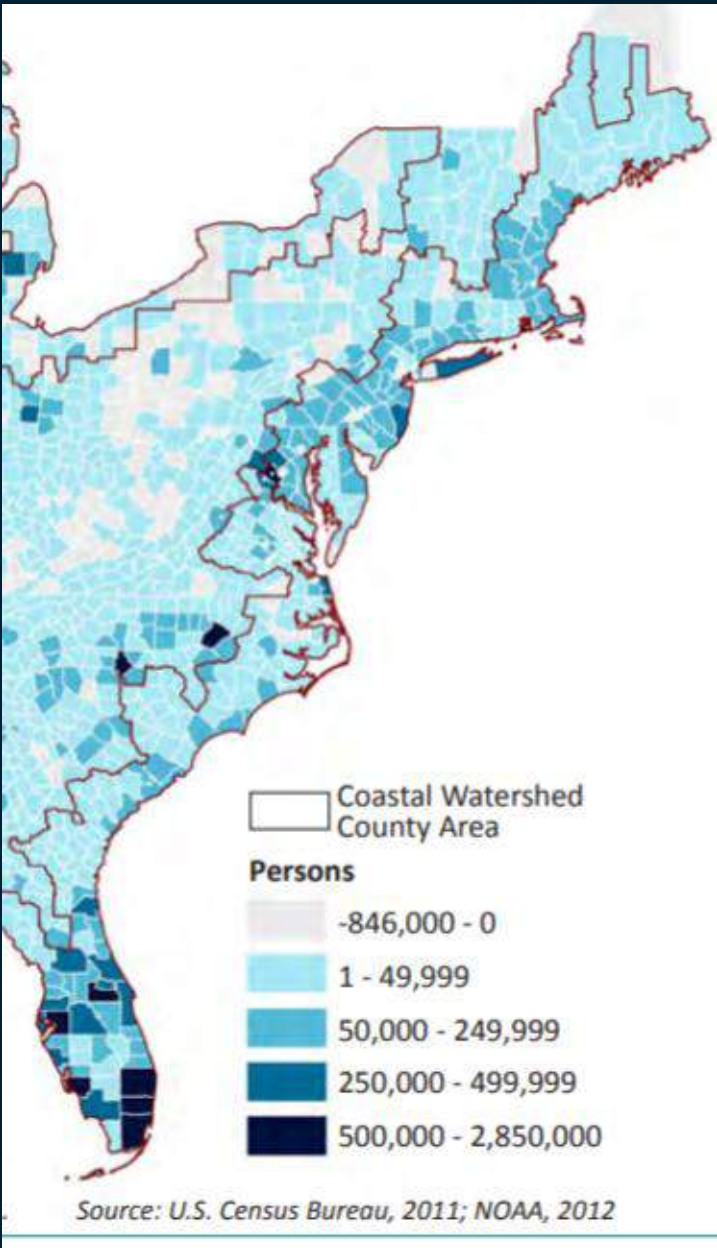 Coastal Watershed
County Area
Persons
-846,000 - 0
1 - 49,999
50,000 - 249,999
250,000 - 499,999
500,000 - 2,850,000
Source: U.S. Census Bureau, 2011; NOAA, 2012